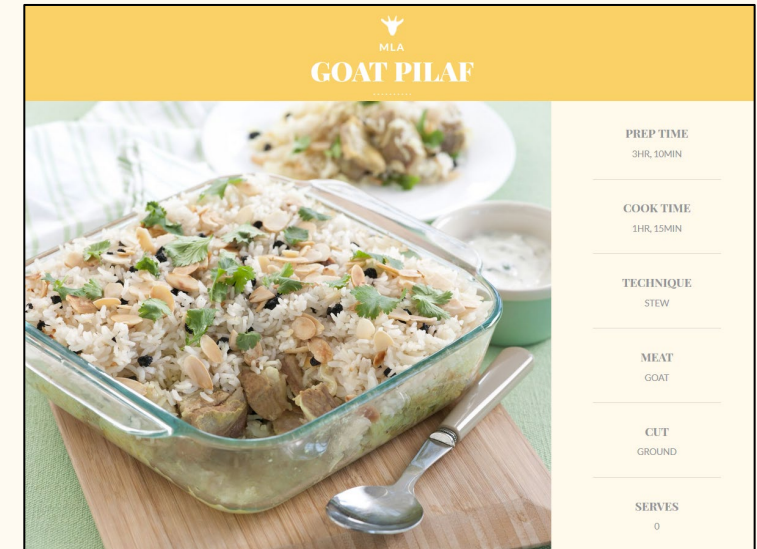 MLA
GOAT PILAF
PREP TIME
3HR, 10MIN
COOK TIME
1HR, 15MIN
TECHNIQUE
STEW
MEAT
GOAT
CUT
GROUND
SERVES
0